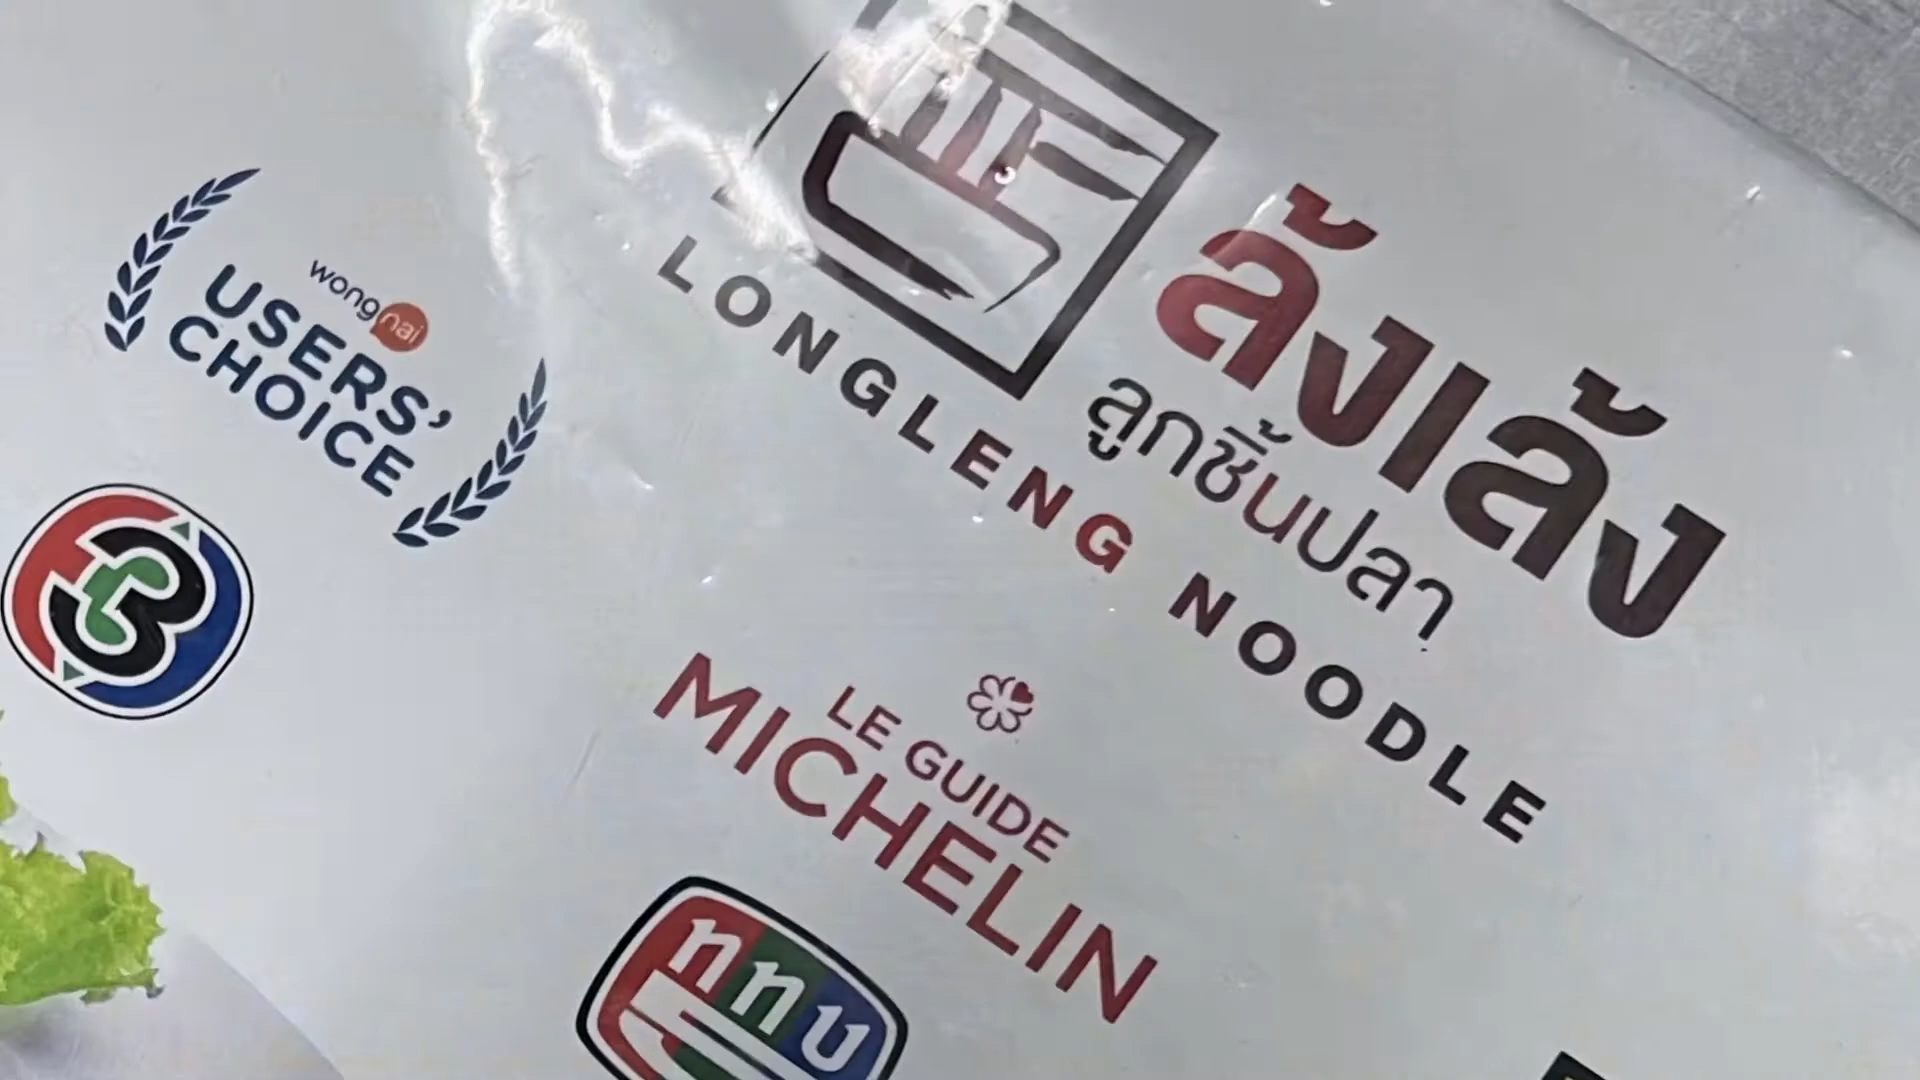 ลั้งเล้ง
ลูกชิ้นปลา
LONGLENG NOODLE
wongnai
USERS'
CHOICE
3
LE GUIDE
MICHELIN
ททบ